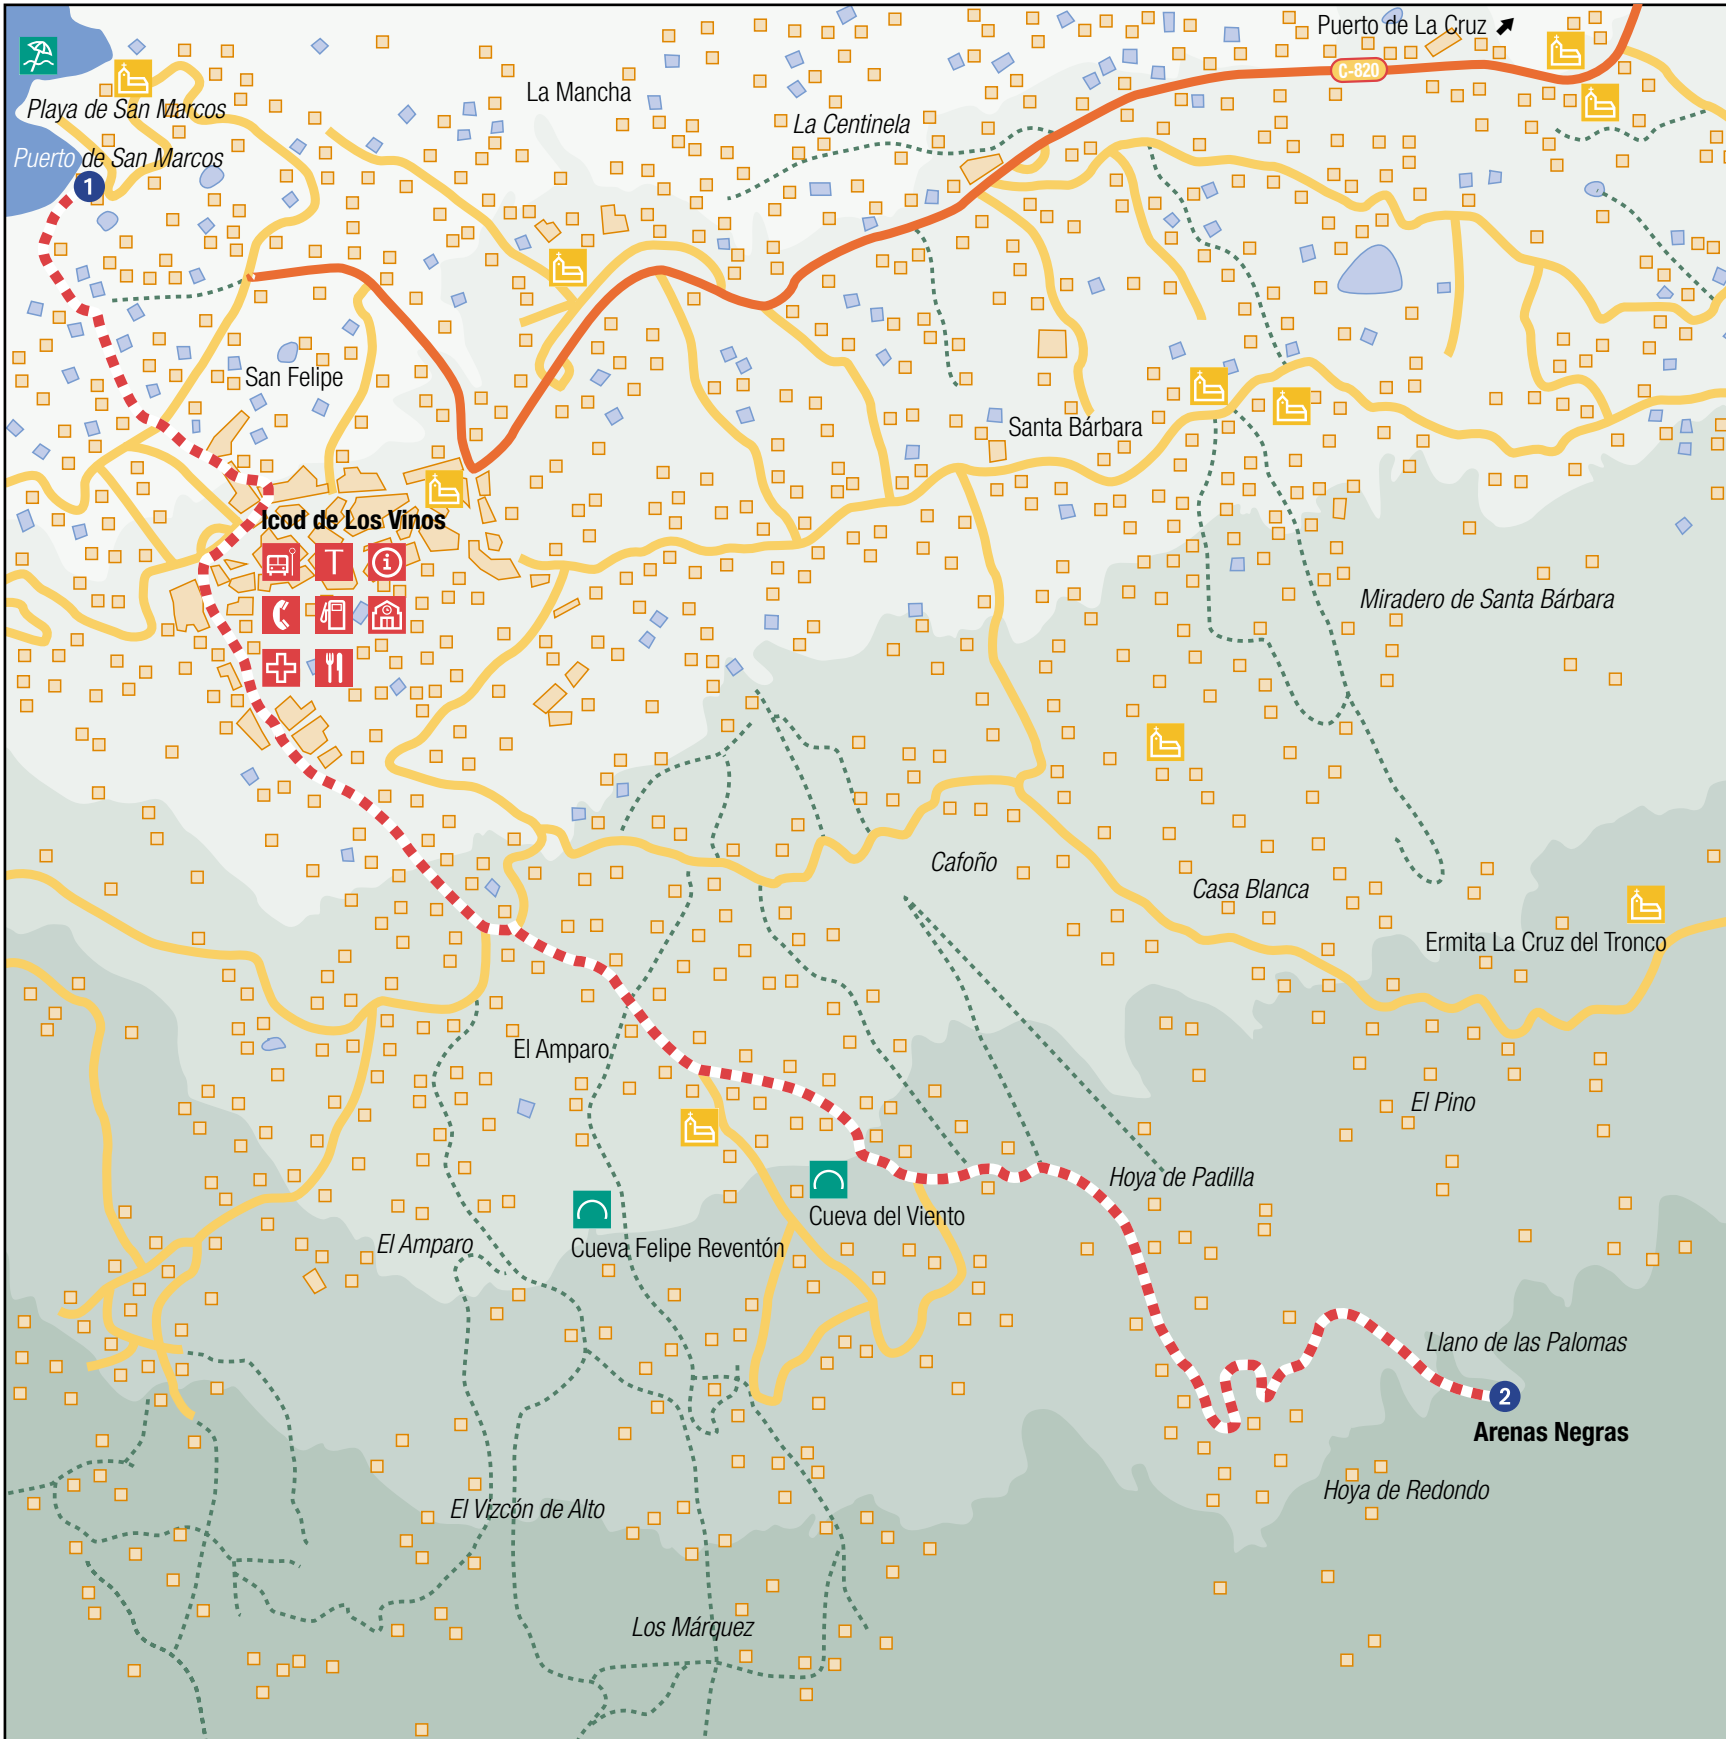 Puerto de La Cruz
C-820
La Mancha
Playa de San Marcos
La Centinela
Puerto de San Marcos
1
San Felipe
Santa Bárbara
Icod de Los Vinos
T
i
Miradero de Santa Bárbara
Cafoño
Casa Blanca
Ermita La Cruz del Tronco
El Amparo
El Pino
Hoya de Padilla
Cueva del Viento
El Amparo
Cueva Felipe Reventón
Llano de las Palomas
2
Arenas Negras
Hoya de Redondo
El Vizcón de Alto
Los Márquez